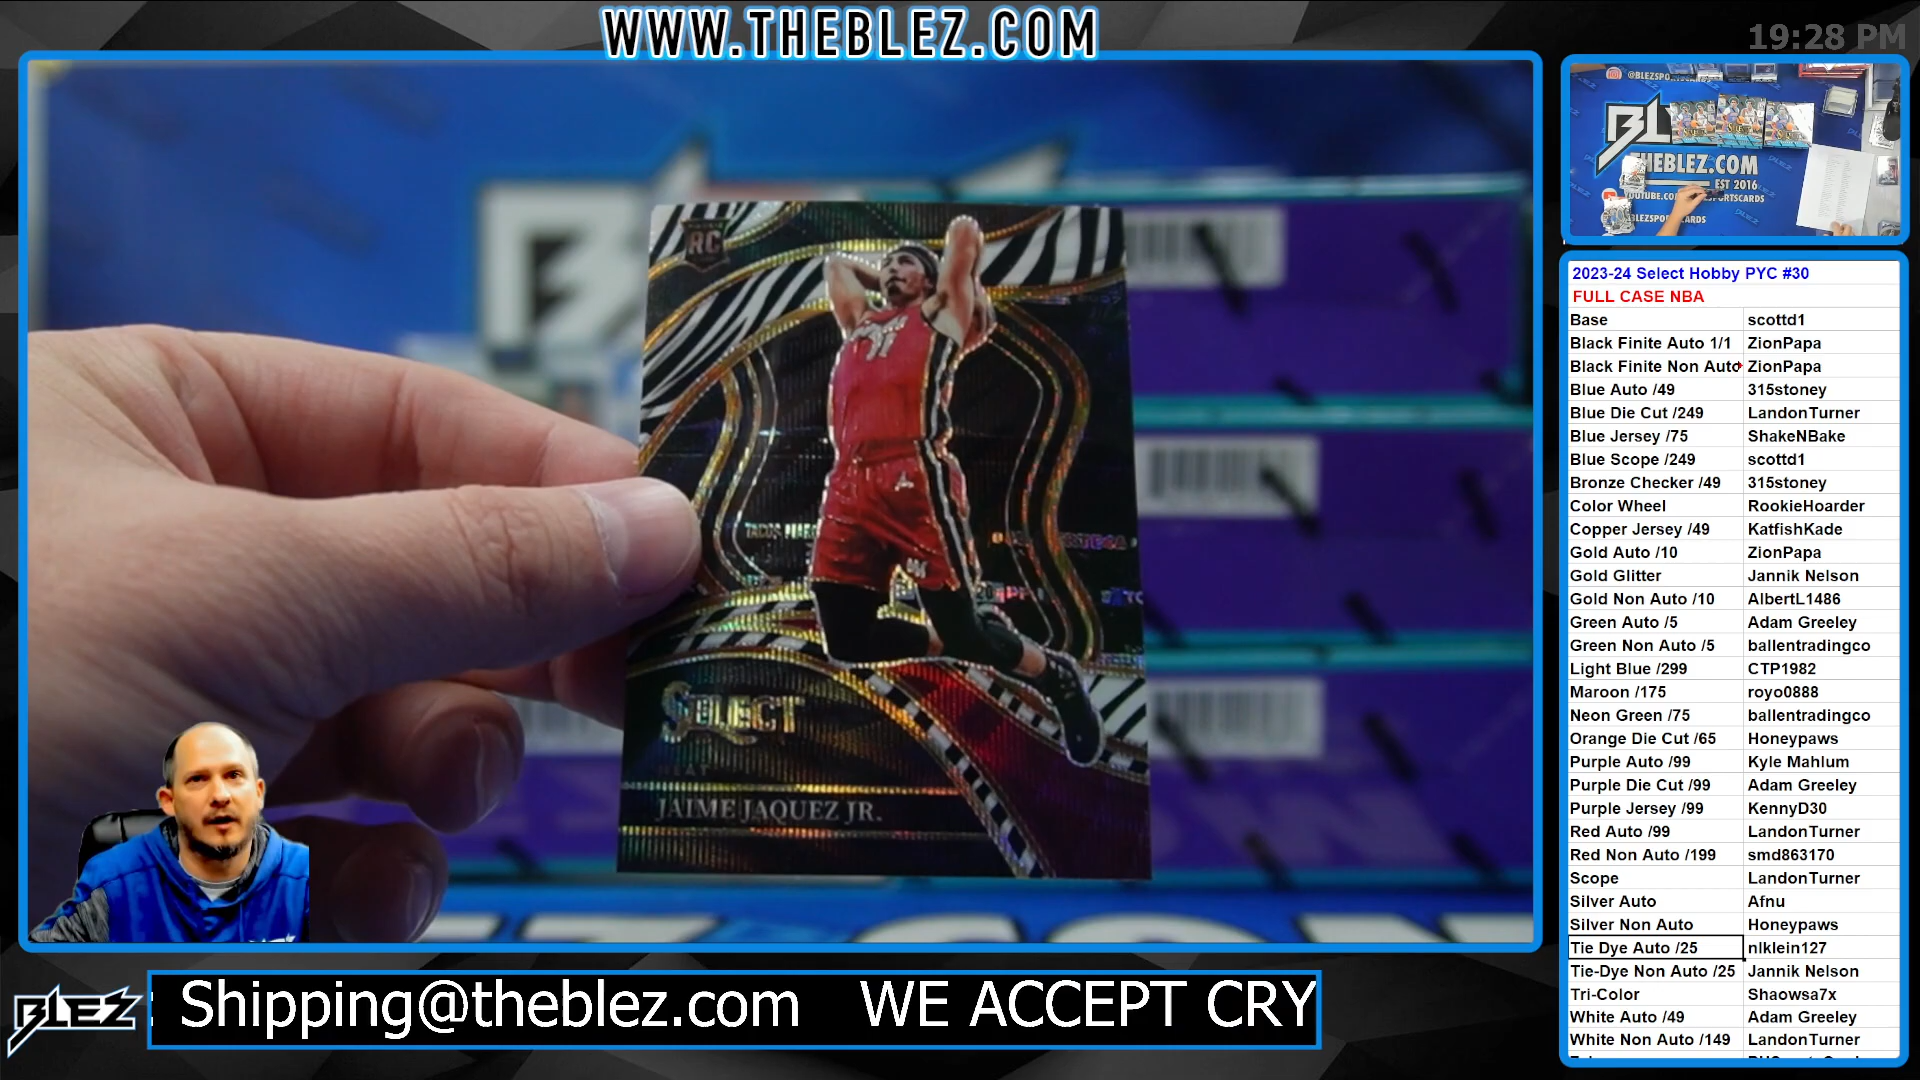 WWW.THEBLEZ.COM
19:28 PM
@BLEZSPO
BL
THEBLEZ.COM
EST 2016
SPORTSCARDS
RC
SELECT
HEAT
JAIME JAQUEZ JR.
2023-24 Select Hobby PYC #30
FULL CASE NBA
Base scottd1
Black Finite Auto 1/1 ZionPapa
Black Finite Non Auto ZionPapa
Blue Auto /49 315stoney
Blue Die Cut /249 LandonTurner
Blue Jersey /75 ShakeNBake
Blue Scope /249 scottd1
Bronze Checker /49 315stoney
Color Wheel RookieHoarder
Copper Jersey /49 KatfishKade
Gold Auto /10 ZionPapa
Gold Glitter Jannik Nelson
Gold Non Auto /10 AlbertL1486
Green Auto /5 Adam Greeley
Green Non Auto /5 ballentradingco
Light Blue /299 CTP1982
Maroon /175 royo0888
Neon Green /75 ballentradingco
Orange Die Cut /65 Honeypaws
Purple Auto /99 Kyle Mahlum
Purple Die Cut /99 Adam Greeley
Purple Jersey /99 KennyD30
Red Auto /99 LandonTurner
Red Non Auto /199 smd863170
Scope LandonTurner
Silver Auto Afnu
Silver Non Auto Honeypaws
Tie Dye Auto /25 nlklein127
Tie-Dye Non Auto /25 Jannik Nelson
Tri-Color Shaowsa7x
White Auto /49 Adam Greeley
White Non Auto /149 LandonTurner
BLEZ
: Shipping@theblez.com WE ACCEPT CRY